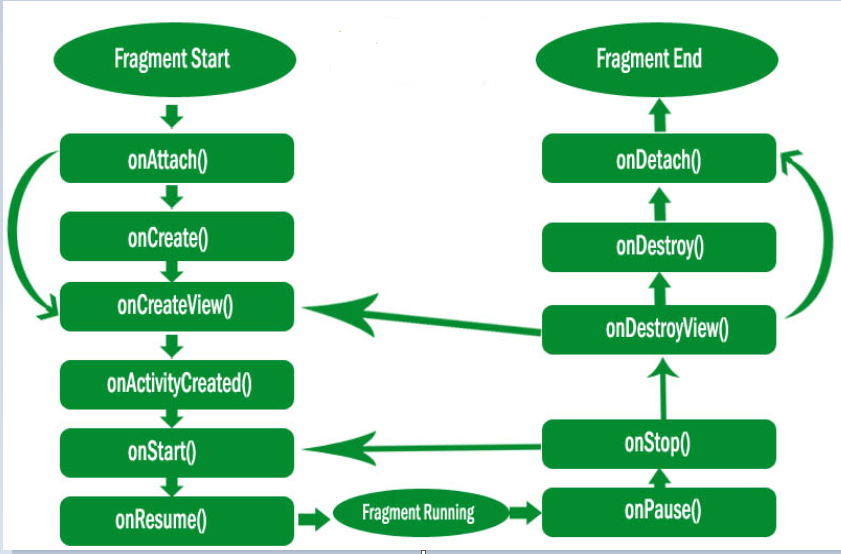 Fragment Start
onAttach()
onCreate()
onCreateView()
onActivityCreated()
onStart()
onResume()
Fragment Running
onPause()
onStop()
onDestroyView()
onDestroy()
onDetach()
Fragment End